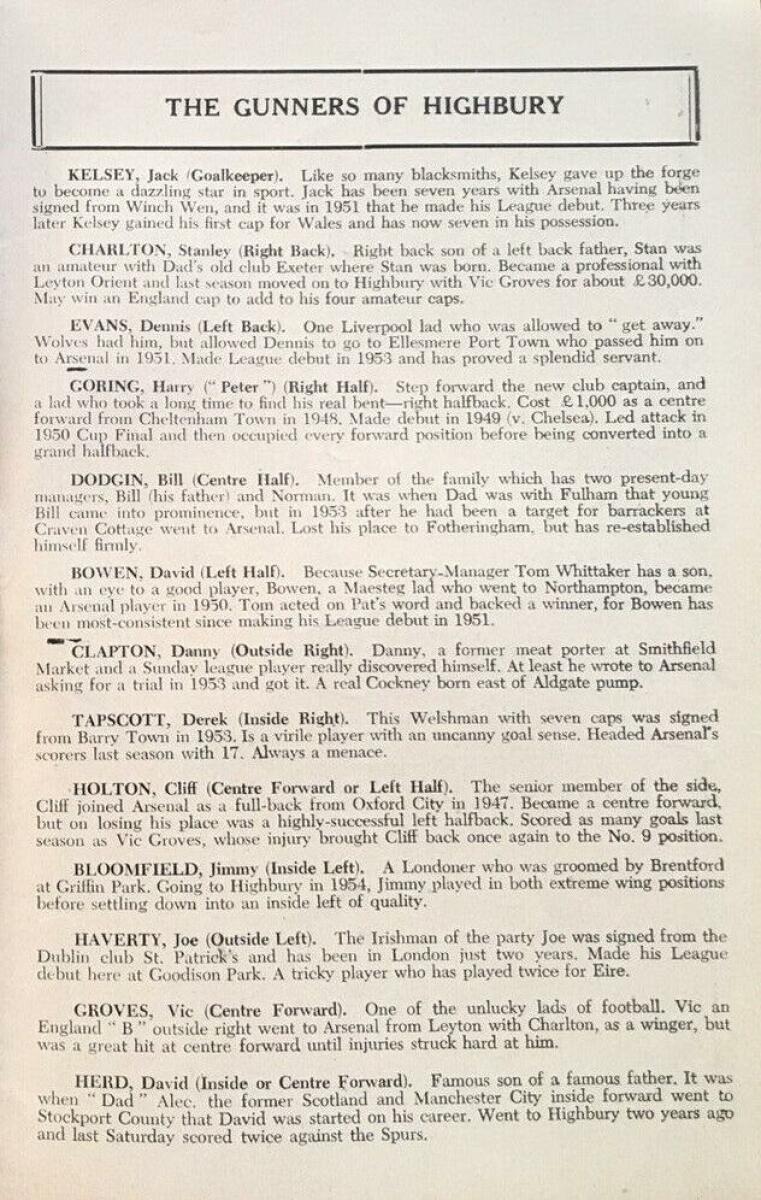 THE GUNNERS OF HIGHBURY
KELSEY, Jack (Goalkeeper). Like so many blacksmiths, Kelsey gave up the forge
to become a dazzling star in sport. Jack has been seven years with Arsenal having been
signed from Winch Wen, and it was in 1951 that he made his League debut. Three years
later Kelsey gained his first cap for Wales and has now seven in his possession.
CHARLTON, Stanley (Right Back). Right back son of a left back father, Stan was
an amateur with Dad's old club Exeter where Stan was born. Became a professional with
Leyton Orient and last season moved on to Highbury with Vic Groves for about £30,000.
May win an England cap to add to his four amateur caps.
EVANS, Dennis (Left Back). One Liverpool lad who was allowed to "get away."
Wolves had him, but allowed Dennis to go to Ellesmere Port Town who passed him on
to Arsenal in 1951. Made League debut in 1953 and has proved a splendid servant.
GORING, Harry ("Peter") (Right Half). Step forward the new club captain, and
a lad who took a long time to find his real bent—right halfback. Cost £1,000 as a centre
forward from Cheltenham Town in 1948. Made debut in 1949 (v. Chelsea). Led attack in
1950 Cup Final and then occupied every forward position before being converted into a
grand halfback.
DODGIN, Bill (Centre Half). Member of the family which has two present-day
managers, Bill (his father) and Norman. It was when Dad was with Fulham that young
Bill came into prominence, but in 1953 after he had been a target for barrackers at
Craven Cottage went to Arsenal. Lost his place to Fotheringham, but has re-established
himself firmly.
BOWEN, David (Left Half). Because Secretary-Manager Tom Whittaker has a son,
with an eye to a good player, Bowen, a Maesteg lad who went to Northampton, became
an Arsenal player in 1950. Tom acted on Pat's word and backed a winner, for Bowen has
been most-consistent since making his League debut in 1951.
CLAPTON, Danny (Outside Right). Danny, a former meat porter at Smithfield
Market and a Sunday league player really discovered himself. At least he wrote to Arsenal
asking for a trial in 1953 and got it. A real Cockney born east of Aldgate pump.
TAPSCOTT, Derek (Inside Right). This Welshman with seven caps was signed
from Barry Town in 1953. Is a virile player with an uncanny goal sense. Headed Arsenal's
scorers last season with 17. Always a menace.
HOLTON, Cliff (Centre Forward or Left Half). The senior member of the side,
Cliff joined Arsenal as a full-back from Oxford City in 1947. Became a centre forward,
but on losing his place was a highly-successful left halfback. Scored as many goals last
season as Vic Groves, whose injury brought Cliff back once again to the No. 9 position.
BLOOMFIELD, Jimmy (Inside Left). A Londoner who was groomed by Brentford
at Griffin Park. Going to Highbury in 1954, Jimmy played in both extreme wing positions
before settling down into an inside left of quality.
HAVERTY, Joe (Outside Left). The Irishman of the party Joe was signed from the
Dublin club St. Patrick's and has been in London just two years. Made his League
debut here at Goodison Park. A tricky player who has played twice for Eire.
GROVES, Vic (Centre Forward). One of the unlucky lads of football. Vic an
England "B" outside right went to Arsenal from Leyton with Charlton, as a winger, but
was a great hit at centre forward until injuries struck hard at him.
HERD, David (Inside or Centre Forward). Famous son of a famous father. It was
when "Dad" Alec, the former Scotland and Manchester City inside forward went to
Stockport County that David was started on his career. Went to Highbury two years ago
and last Saturday scored twice against the Spurs.